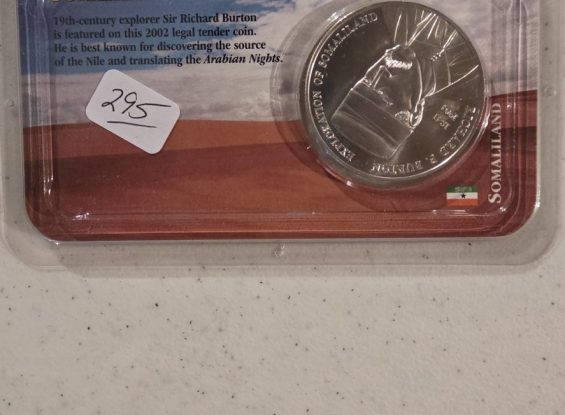 19th-century explorer Sir Richard Burton
is featured on this 2002 legal tender coin.
He is best known for discovering the source
of the Nile and translating the Arabian Nights.
295
EXPLORATION OF SOMALILAND
RICHARD F. BURTON
SOMALILAND